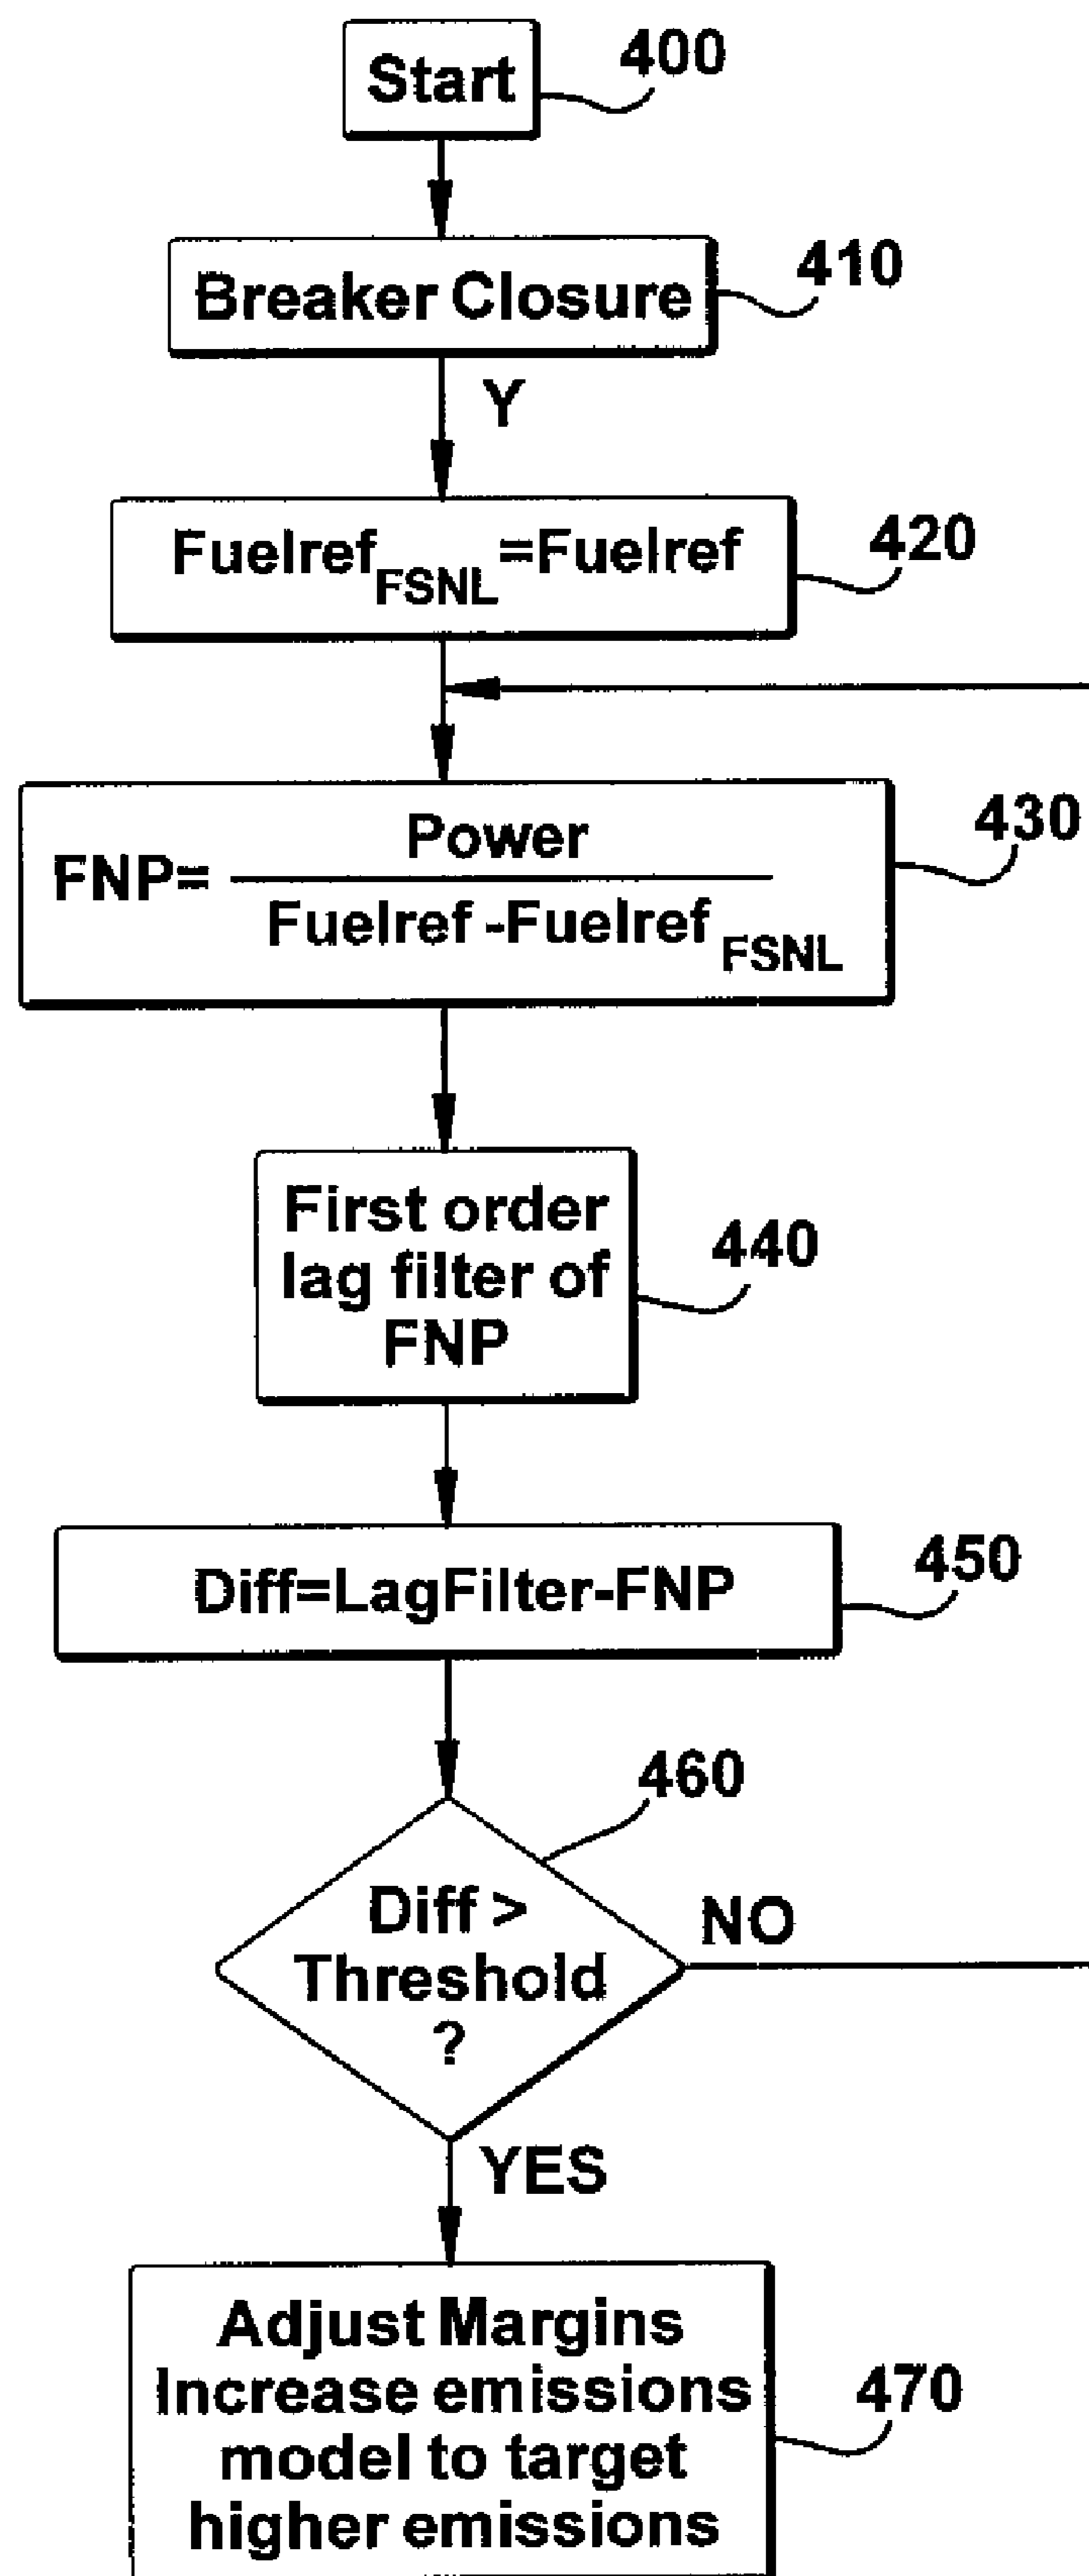 Start
400
Breaker Closure
410
Y
Fuelref FSNL =Fuelref
420
FNP= Power
Fuelref -Fuelref FSNL
430
First order
lag filter of
FNP
440
Diff=LagFilter-FNP
450
460
Diff >
Threshold
?
NO
YES
Adjust Margins
Increase emissions
model to target
higher emissions
470